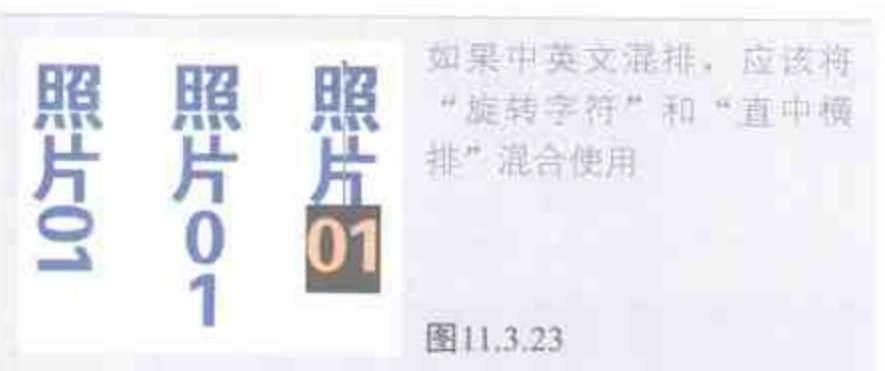 照片01
照片01
照片01
如果中英文混排，应该将
“旋转字符”和“直中横
排”混合使用
图11.3.23